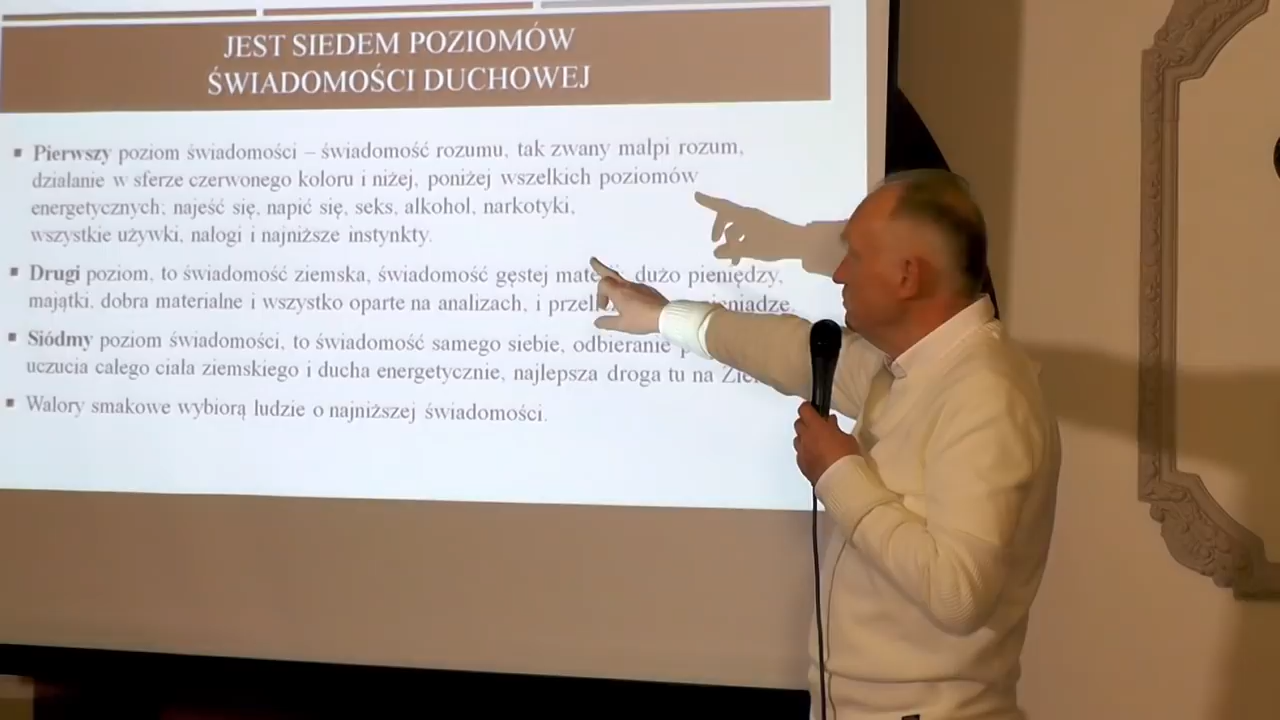 JEST SIEDEM POZIOMÓW
ŚWIADOMOŚCI DUCHOWEJ
Pierwszy poziom świadomości – świadomość rozumu, tak zwany małpi rozum,
działanie w sferze czerwonego koloru i niżej, poniżej wszelkich poziomów
energetycznych; najeść się, napić się, seks, alkohol, narkotyki,
wszystkie używki, nałogi i najniższe instynkty.
Drugi poziom, to świadomość ziemska, świadomość gęstej dużo pieniędzy,
majątki, dobra materialne i wszystko oparte na analizach, i
Siódmy poziom świadomości, to świadomość samego siebie, odbieranie
uczucia całego ciała ziemskiego i ducha energetycznie, najlepsza droga tu na
Walory smakowe wybiorą ludzie o najniższej świadomości.